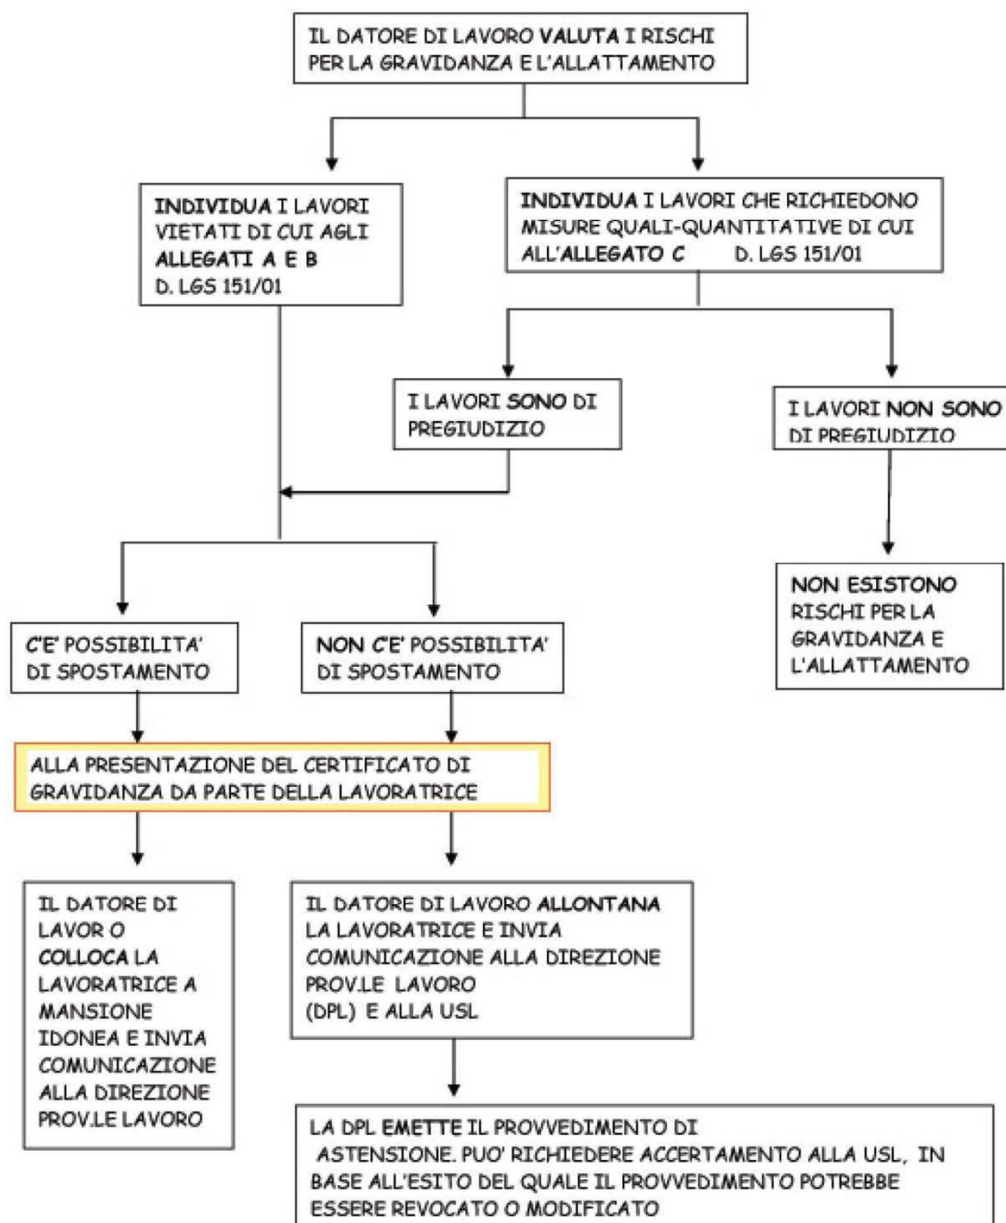 IL DATORE DI LAVORO VALUTA I RISCHI
PER LA GRAVIDANZA E L'ALLATTAMENTO
INDIVIDUA I LAVORI
VIETATI DI CUI AGLI
ALLEGATI A E B
D. LGS 151/01
INDIVIDUA I LAVORI CHE RICHIEDONO
MISURE QUALI-QUANTITATIVE DI CUI
ALL'ALLEGATO C D. LGS 151/01
I LAVORI SONO DI
PREGIUDIZIO
I LAVORI NON SONO
DI PREGIUDIZIO
NON ESISTONO
RISCHI PER LA
GRAVIDANZA E
L'ALLATTAMENTO
C'E' POSSIBILITA'
DI SPOSTAMENTO
NON C'E' POSSIBILITA'
DI SPOSTAMENTO
ALLA PRESENTAZIONE DEL CERTIFICATO DI
GRAVIDANZA DA PARTE DELLA LAVORATRICE
IL DATORE DI
LAVOR O
COLLOCA LA
LAVORATRICE A
MANSIONE
IDONEA E INVIA
COMUNICAZIONE
ALLA DIREZIONE
PROV.LE LAVORO
IL DATORE DI LAVORO ALLONTANA
LA LAVORATRICE E INVIA
COMUNICAZIONE ALLA DIREZIONE
PROV.LE LAVORO
(DPL) E ALLA USL
LA DPL EMETTE IL PROVVEDIMENTO DI
ASTENSIONE. PUO' RICHIEDERE ACCERTAMENTO ALLA USL, IN
BASE ALL'ESITO DEL QUALE IL PROVVEDIMENTO POTREBBE
ESSERE REVOCATO O MODIFICATO